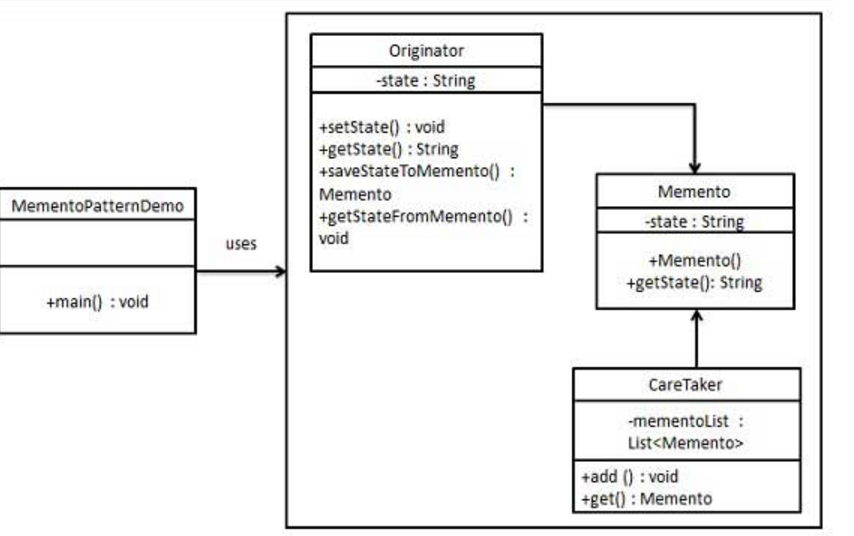 Originator
-state : String
+setState() : void
+getState() : String
+saveStateToMemento() :
Memento
+getStateFromMemento() :
void
Memento
-state : String
+Memento()
+getState(): String
MementoPatternDemo
+main() : void
uses
CareTaker
-mementoList :
List<Memento>
+add () : void
+get() : Memento